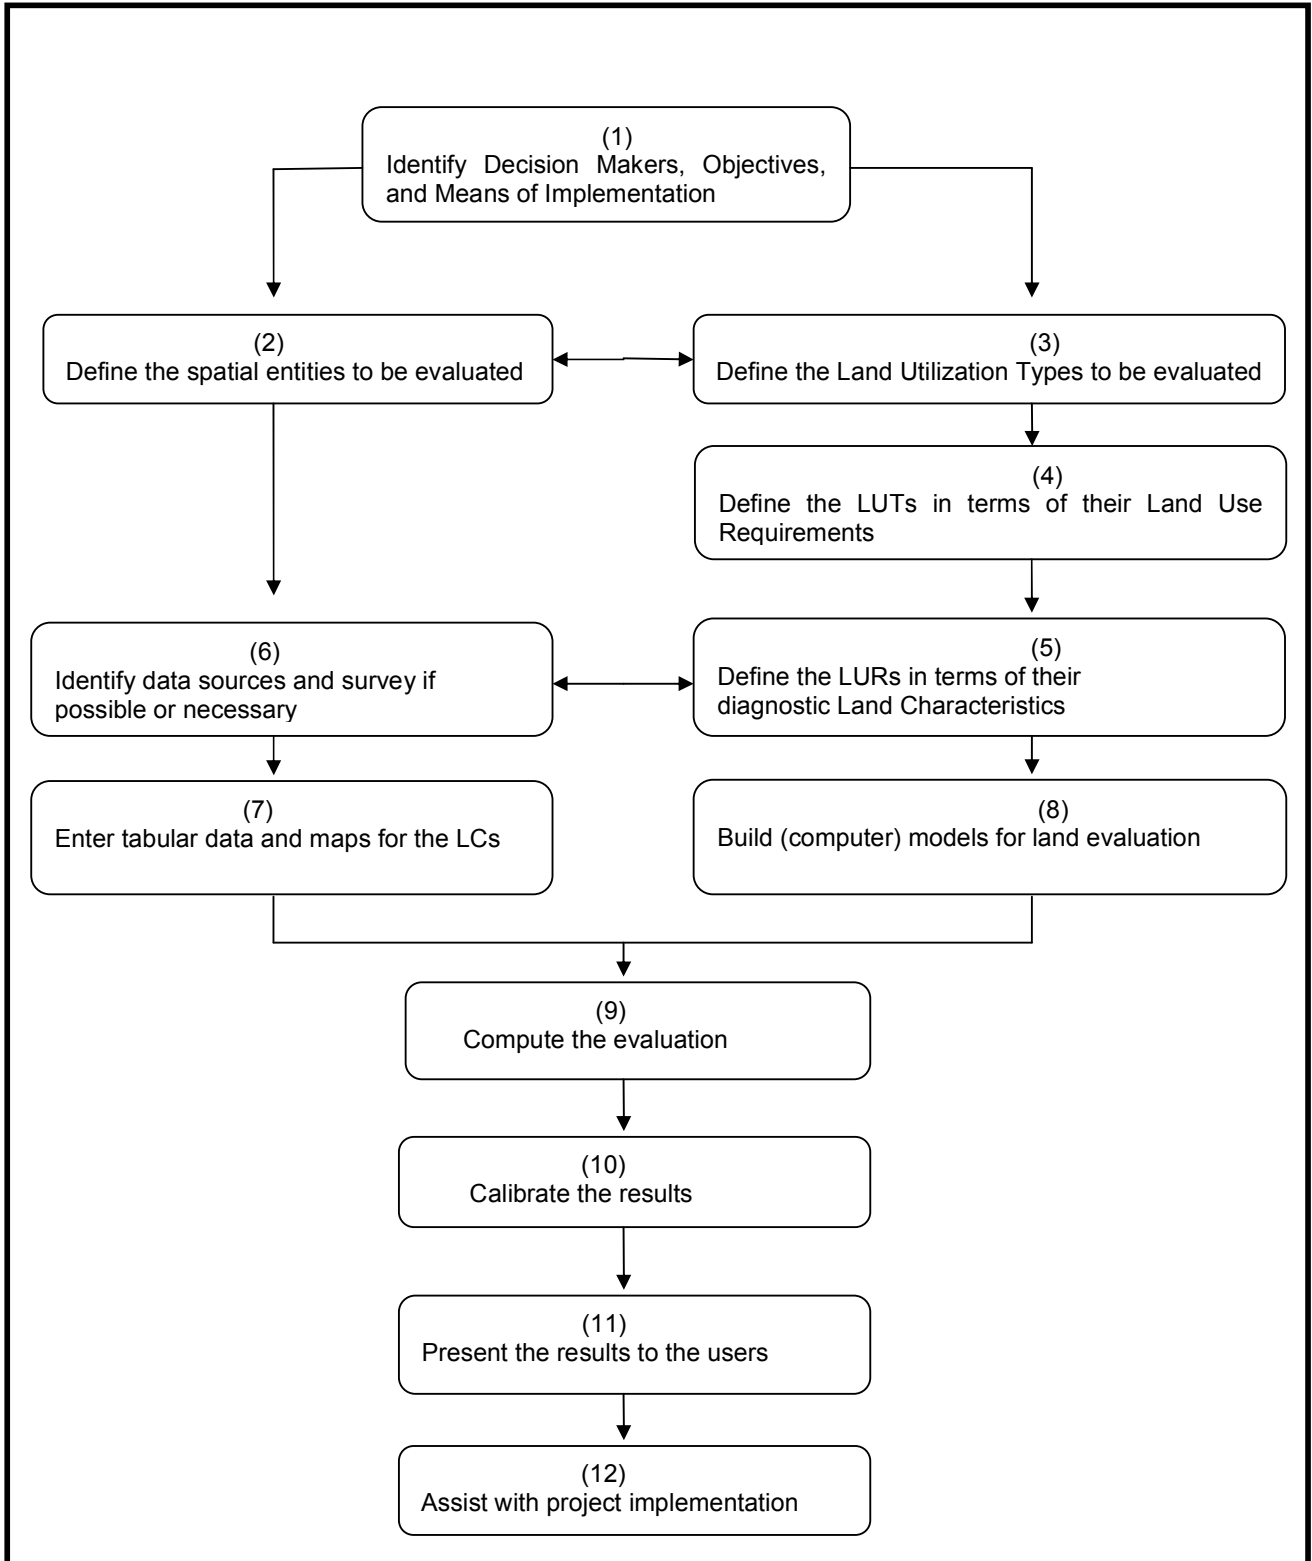 (1)
Identify Decision Makers, Objectives,
and Means of Implementation
(2)
Define the spatial entities to be evaluated
(3)
Define the Land Utilization Types to be evaluated
(4)
Define the LUTs in terms of their Land Use
Requirements
(6)
Identify data sources and survey if
possible or necessary
(5)
Define the LURs in terms of their
diagnostic Land Characteristics
(7)
Enter tabular data and maps for the LCs
(8)
Build (computer) models for land evaluation
(9)
Compute the evaluation
(10)
Calibrate the results
(11)
Present the results to the users
(12)
Assist with project implementation